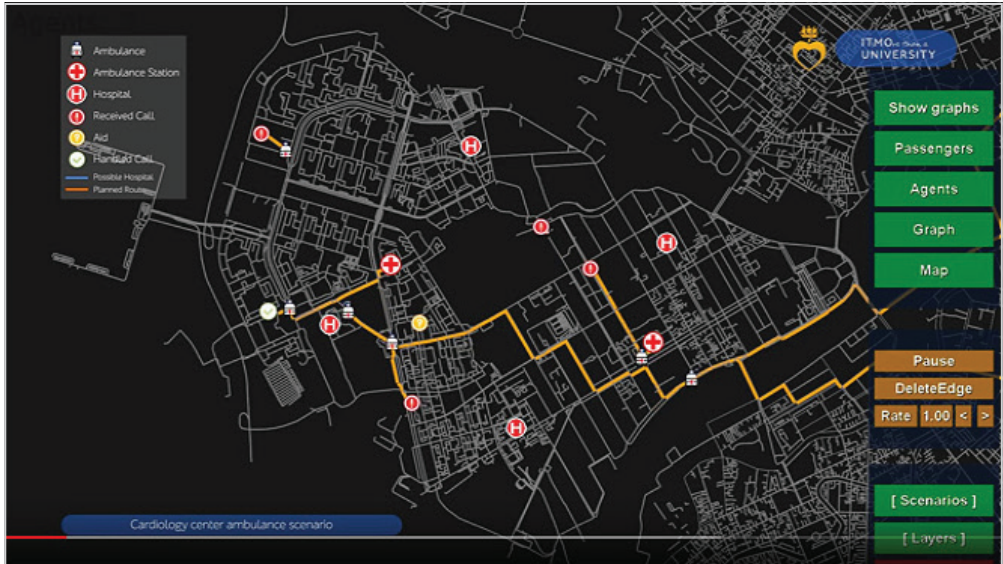 Ambulance
Ambulance Station
Hospital
Received Call
Aid
Handled Call
Possible Hospital
Planned Route
ITMO
UNIVERSITY
Show graphs
Passengers
Agents
Graph
Map
Pause
DeleteEdge
Rate 1.00 < >
[ Scenarios ]
[ Layers ]
Cardiology center ambulance scenario